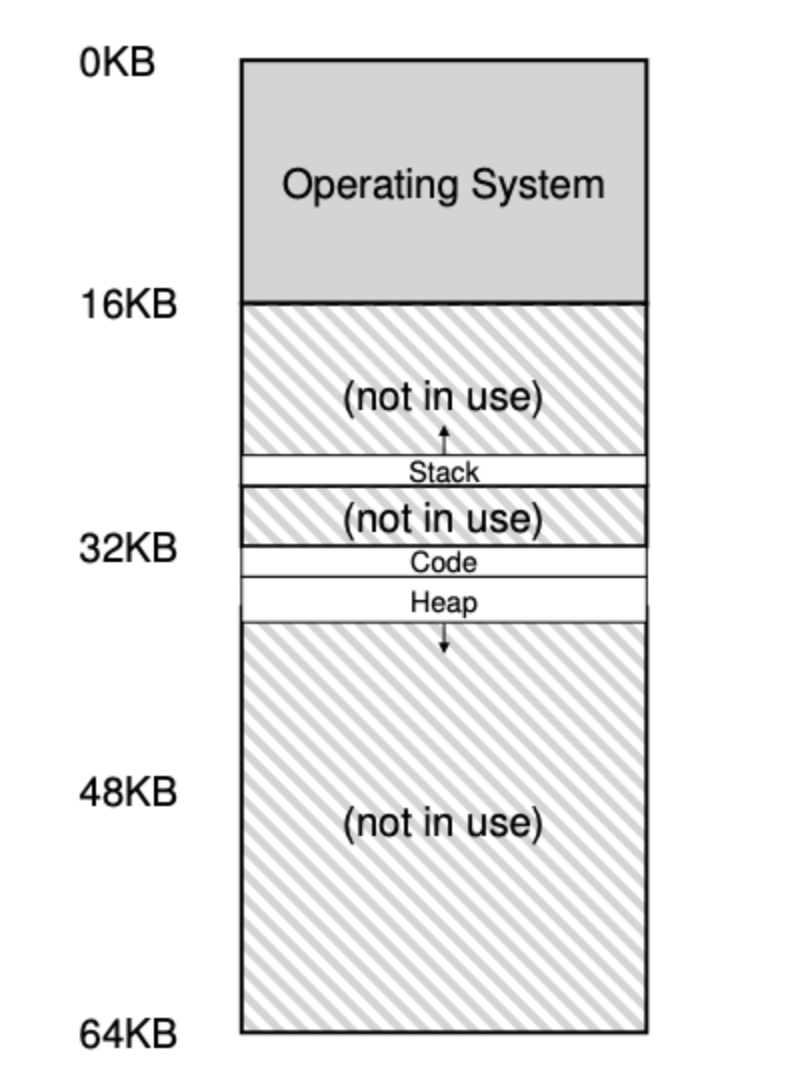 0KB
Operating System
16KB
(not in use)
Stack
(not in use)
32KB
Code
Heap
48KB
(not in use)
64KB